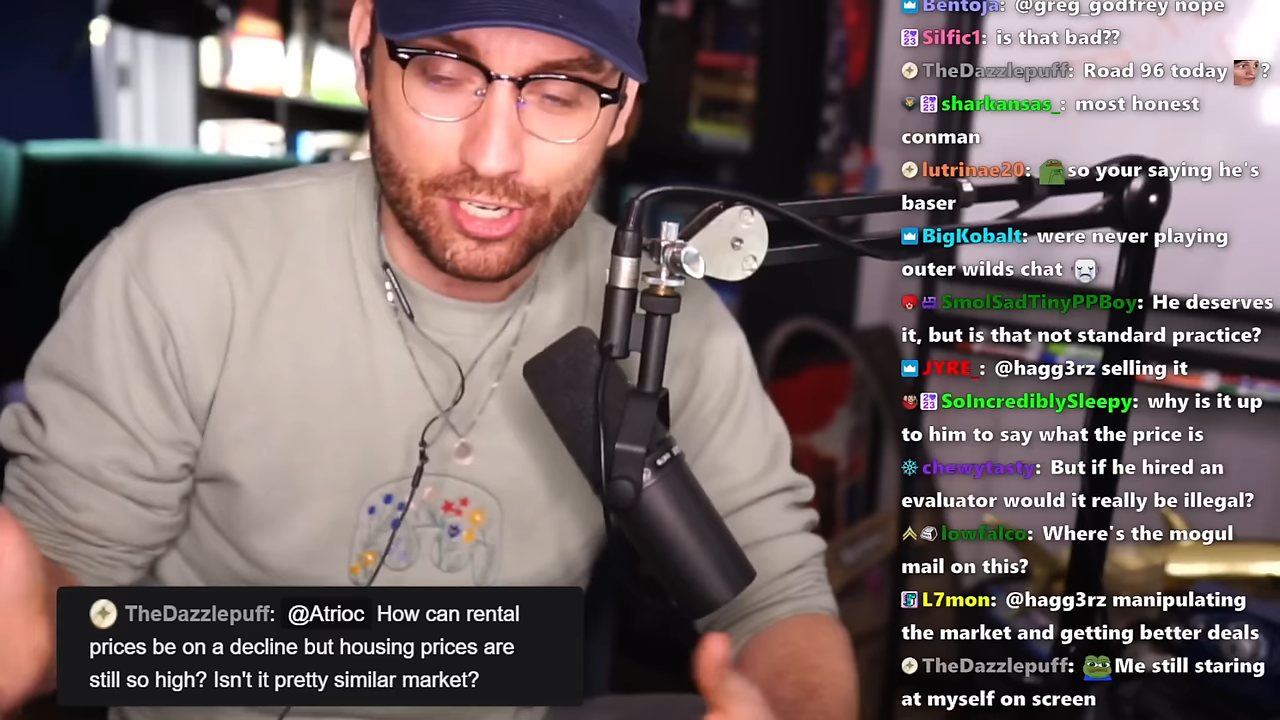 Bentoja: @greg_godfrey nope
Silfic1: is that bad??
TheDazzlepuff: Road 96 today ?
sharkansas_: most honest
conman
lutrinae20: so your saying he's
baser
BigKobalt: were never playing
outer wilds chat
SmolSadTinyPPBoy: He deserves
it, but is that not standard practice?
JYRE_: @hagg3rz selling it
SoIncrediblySleepy: why is it up
to him to say what the price is
chewytasty: But if he hired an
evaluator would it really be illegal?
lowfalco: Where's the mogul
mail on this?
L7mon: @hagg3rz manipulating
the market and getting better deals
TheDazzlepuff: Me still staring
at myself on screen
TheDazzlepuff: @Atrioc How can rental
prices be on a decline but housing prices are
still so high? Isn't it pretty similar market?